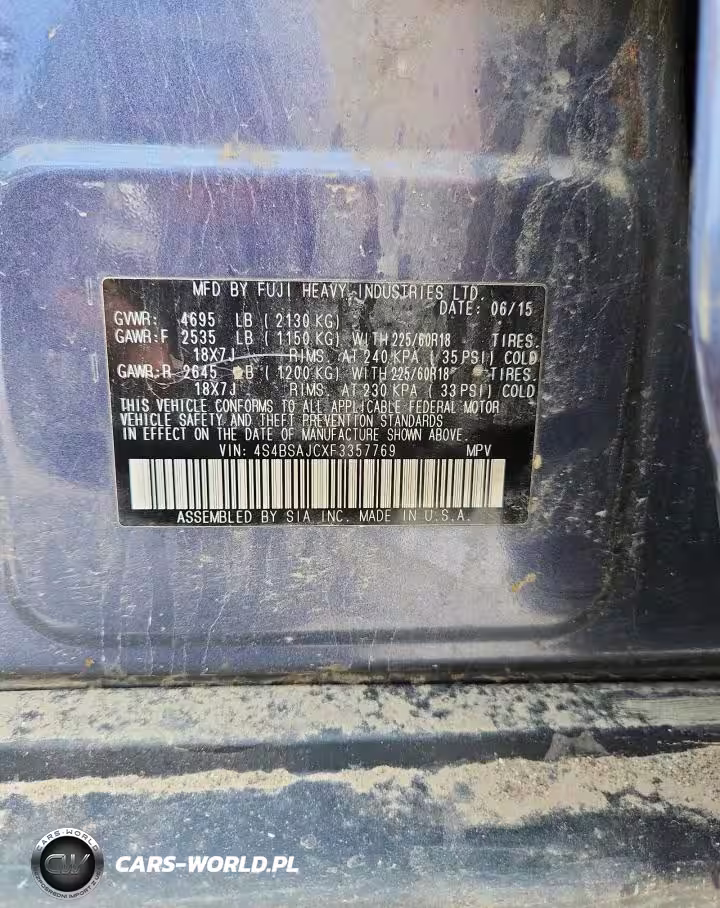 MFD BY FUJI HEAVY INDUSTRIES LTD.
DATE: 06/15
GVWR: 4695 LB ( 2130 KG)
GAWR:F 2535 LB ( 1150 KG) WITH 225/60R18 TIRES.
18X7J RIMS. AT 240 KPA ( 35 PSI) COLD
GAWR:R 2645 LB ( 1200 KG) WITH 225/60R18 TIRES.
18X7J RIMS. AT 230 KPA ( 33 PSI) COLD
THIS VEHICLE CONFORMS TO ALL APPLICABLE FEDERAL MOTOR
VEHICLE SAFETY AND THEFT PREVENTION STANDARDS
IN EFFECT ON THE DATE OF MANUFACTURE SHOWN ABOVE.
VIN: 4S4BSAJCXF3357769 MPV
ASSEMBLED BY SIA INC. MADE IN U.S.A.
CARS-WORLD
CW
CARS-WORLD.PL